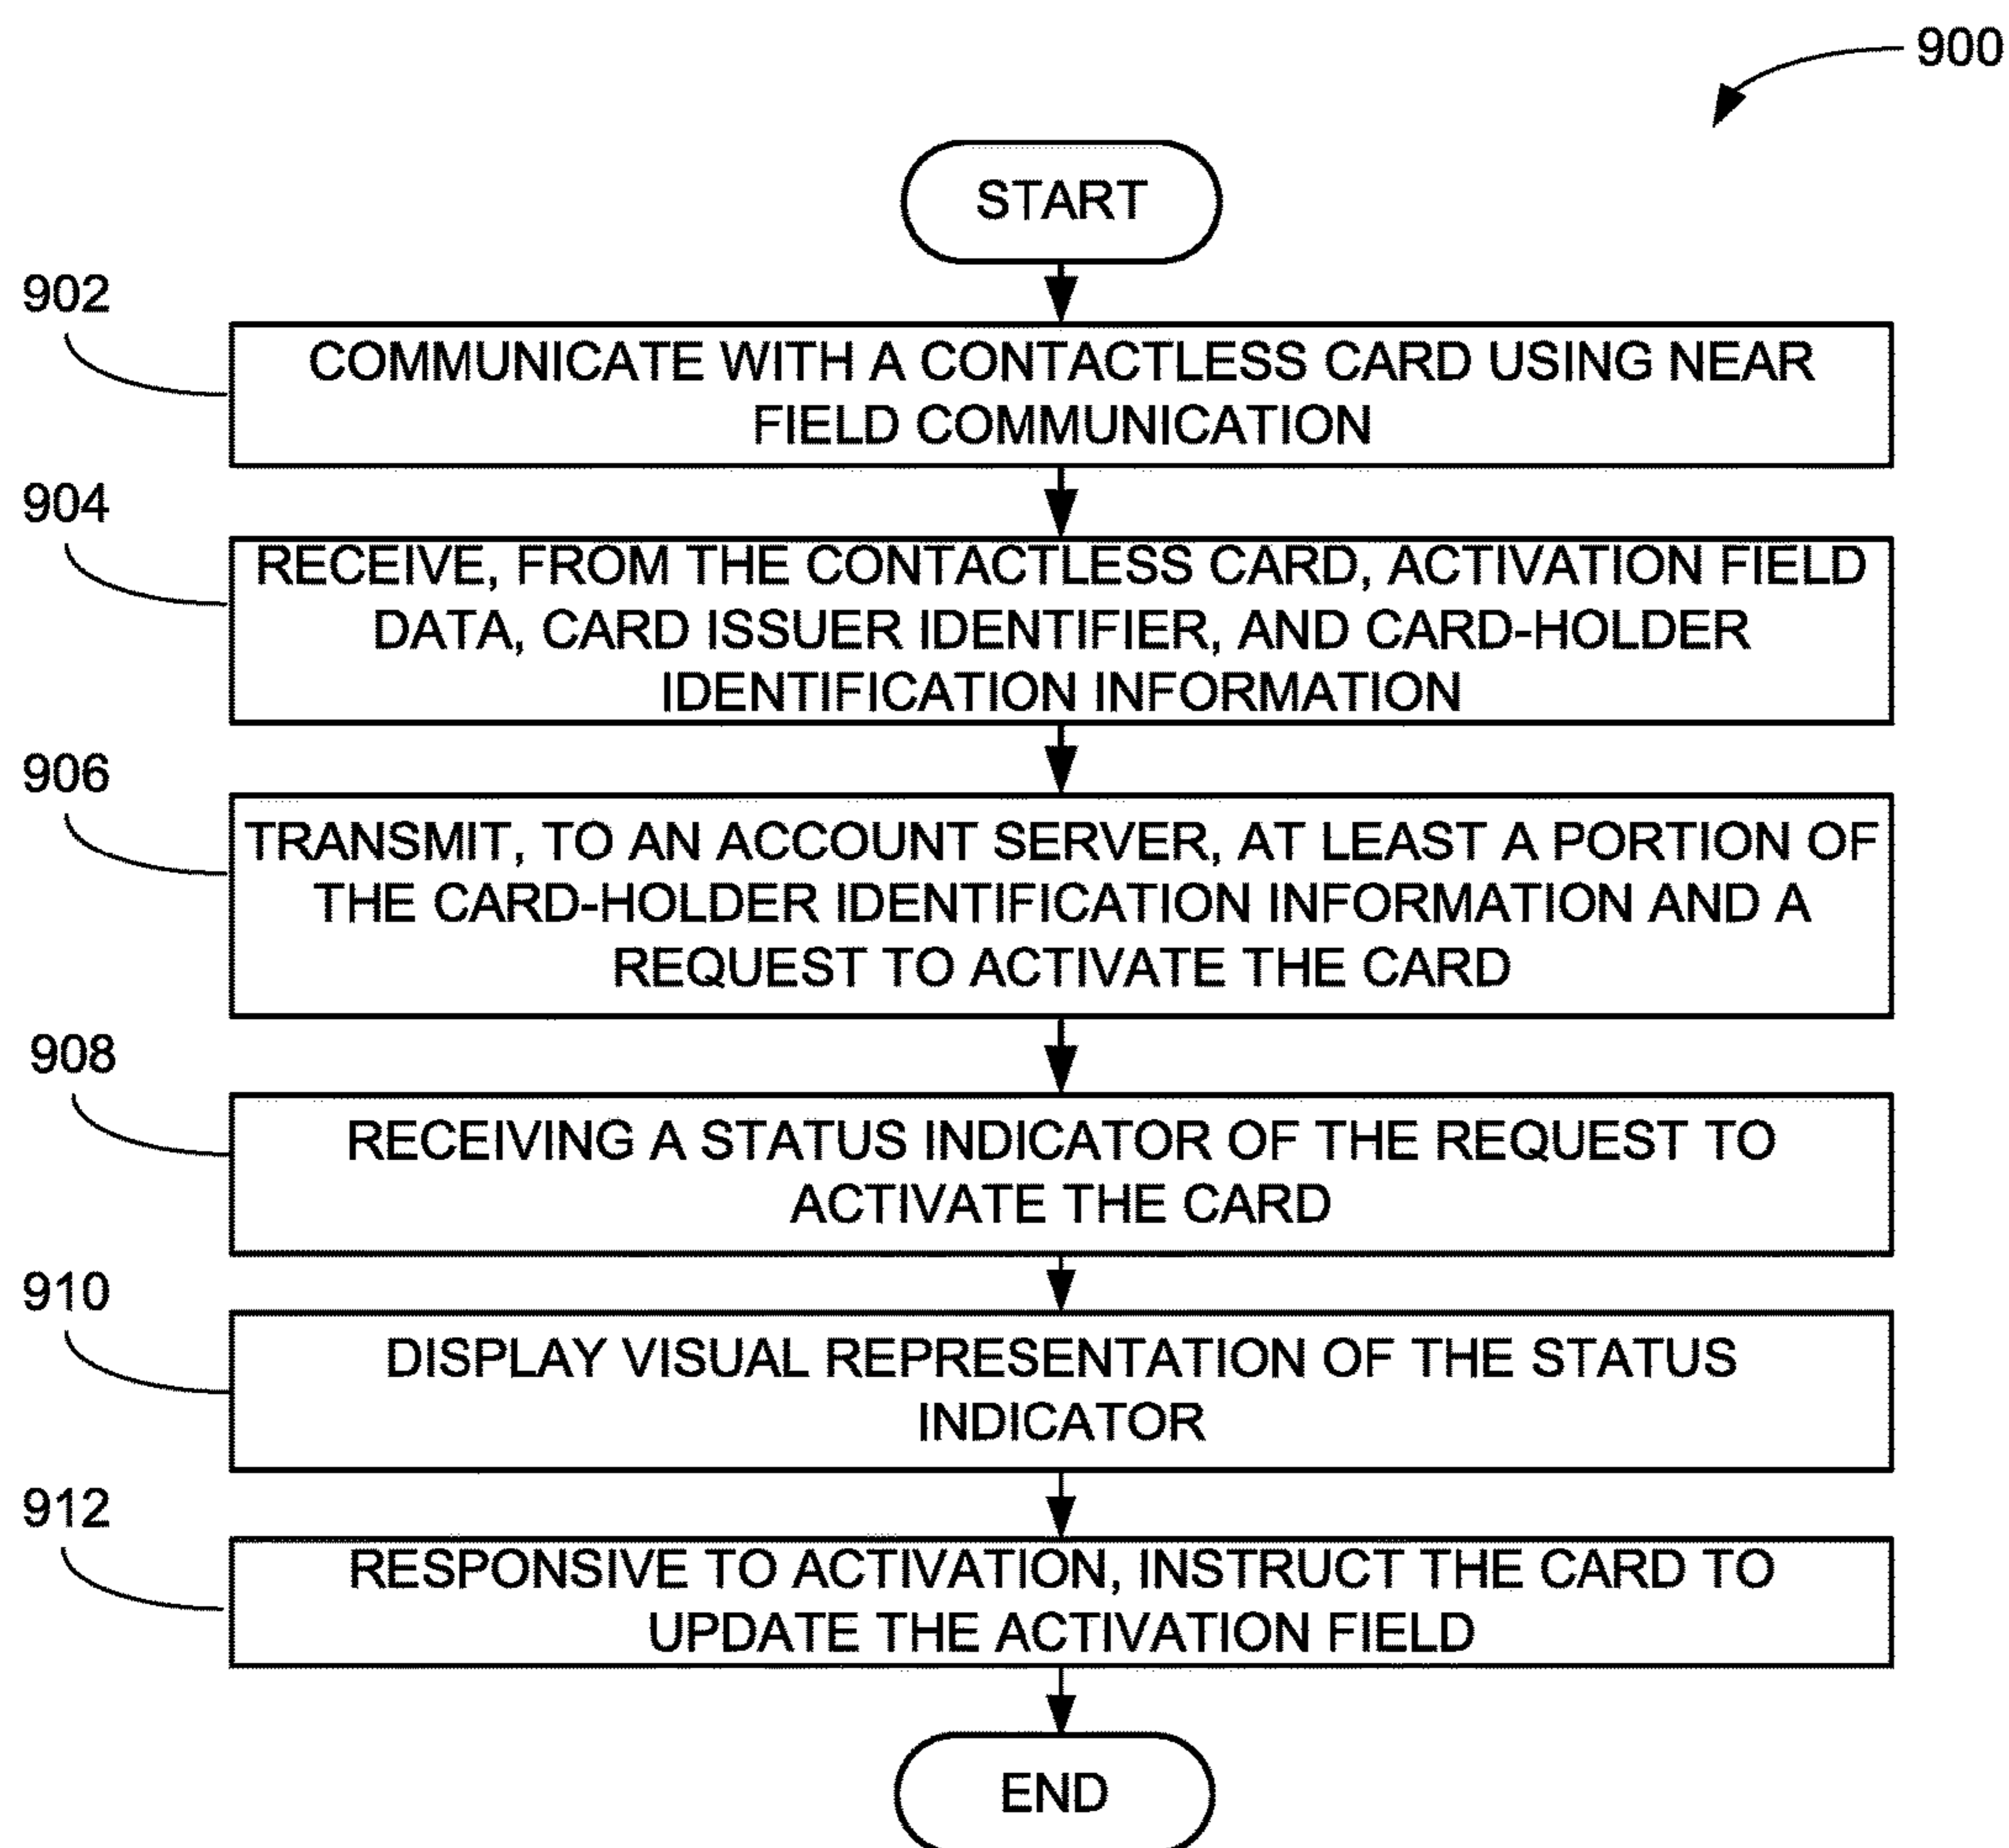 900
START
902
COMMUNICATE WITH A CONTACTLESS CARD USING NEAR
FIELD COMMUNICATION
904
RECEIVE, FROM THE CONTACTLESS CARD, ACTIVATION FIELD
DATA, CARD ISSUER IDENTIFIER, AND CARD-HOLDER
IDENTIFICATION INFORMATION
906
TRANSMIT, TO AN ACCOUNT SERVER, AT LEAST A PORTION OF
THE CARD-HOLDER IDENTIFICATION INFORMATION AND A
REQUEST TO ACTIVATE THE CARD
908
RECEIVING A STATUS INDICATOR OF THE REQUEST TO
ACTIVATE THE CARD
910
DISPLAY VISUAL REPRESENTATION OF THE STATUS
INDICATOR
912
RESPONSIVE TO ACTIVATION, INSTRUCT THE CARD TO
UPDATE THE ACTIVATION FIELD
END